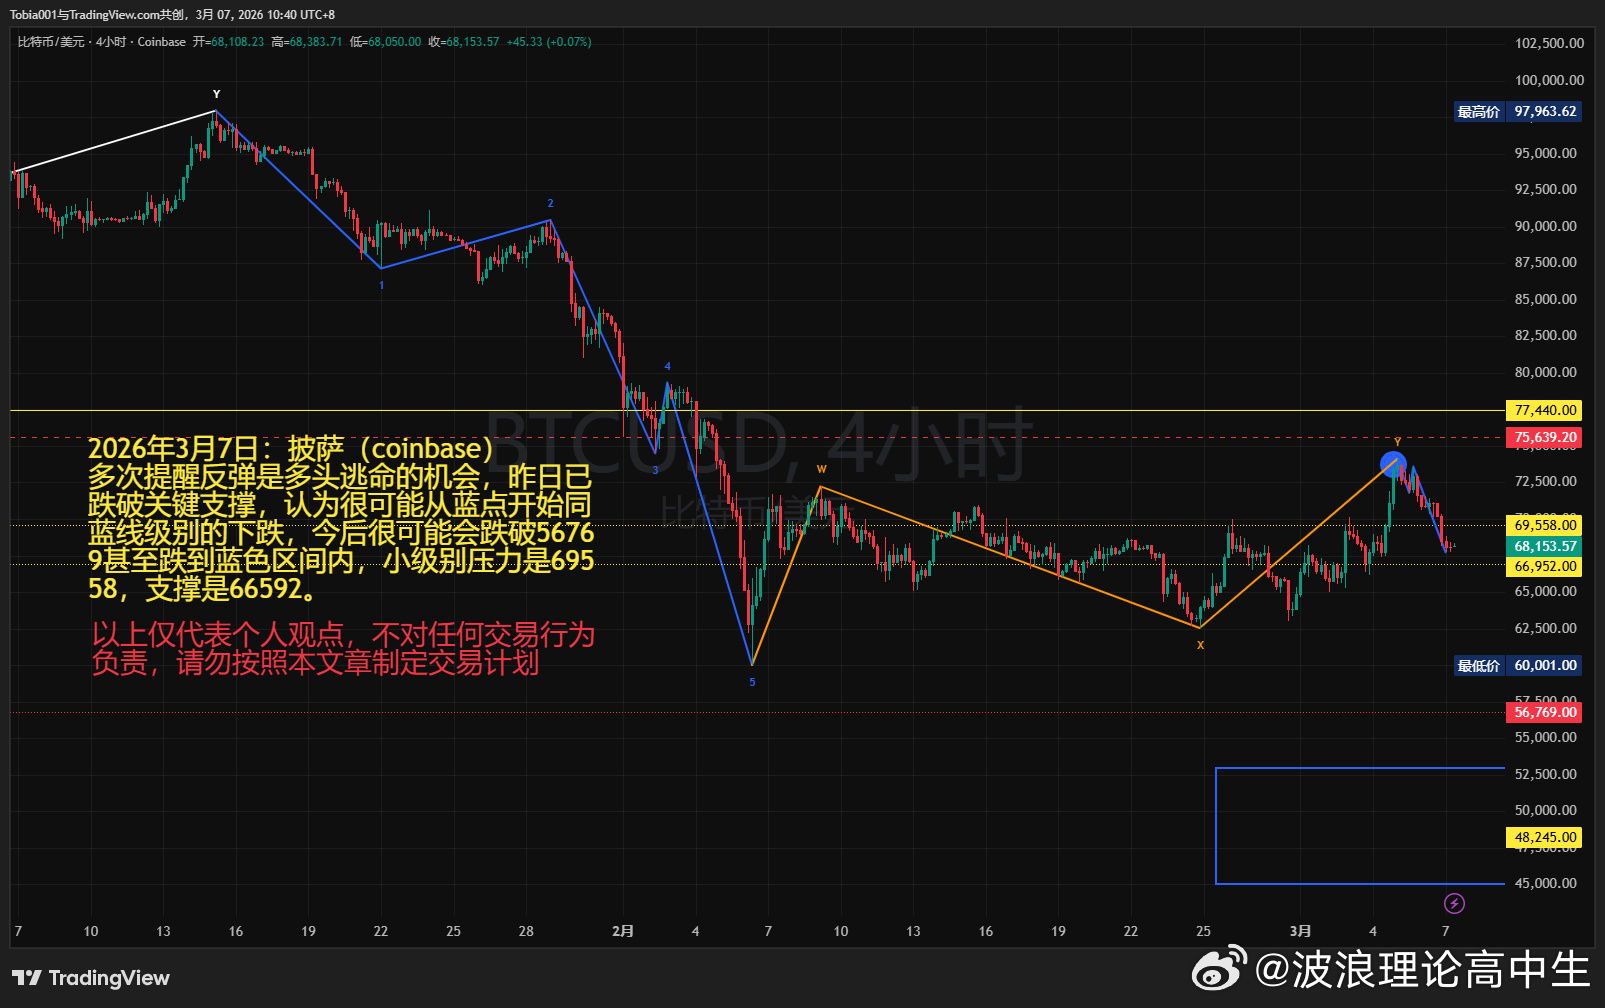 Tobia001与TradingView.com共创，3月 07, 2026 10:40 UTC+8
比特币/美元 · 4小时 · Coinbase 开=68,108.23 高=68,383.71 低=68,050.00 收=68,153.57 +45.33 (+0.07%)
102,500.00
100,000.00
最高价 97,963.62
95,000.00
92,500.00
90,000.00
87,500.00
85,000.00
82,500.00
80,000.00
77,440.00
75,639.20
72,500.00
69,558.00
68,153.57
66,952.00
65,000.00
62,500.00
最低价 60,001.00
57,500.00
56,769.00
55,000.00
52,500.00
50,000.00
48,245.00
45,000.00
Y
1
2
3
4
5
W
X
Y
BTCUSD, 4小时
比特币/美元
2026年3月7日：披萨（coinbase）
多次提醒反弹是多头逃命的机会，昨日已
跌破关键支撑，认为很可能从蓝点开始同
蓝线级别的下跌，今后很可能会跌破5676
9甚至跌到蓝色区间内，小级别压力是695
58，支撑是66592。
以上仅代表个人观点，不对任何交易行为
负责，请勿按照本文章制定交易计划
7 10 13 16 19 22 25 28 2月 4 7 10 13 16 19 22 25 3月 4 7
TradingView
@波浪理论高中生